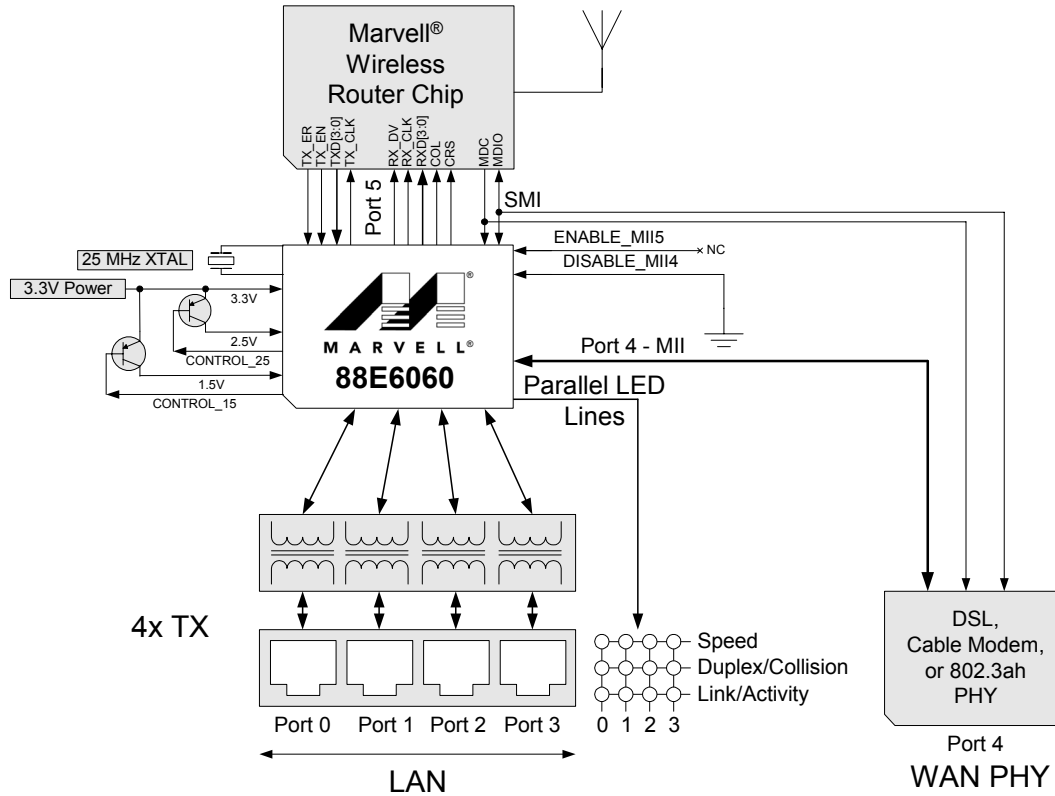 Marvell®
Wireless
Router Chip
TX_ER
TX_EN
TXD[3:0]
TX_CLK
RX_DV
RX_CLK
RXD[3:0]
COL
CRS
MDC
MDIO
Port 5
SMI
25 MHz XTAL
3.3V Power
3.3V
2.5V
CONTROL_25
1.5V
CONTROL_15
ENABLE_MII5
NC
DISABLE_MII4
®
MARVELL®
88E6060
Port 4 - MII
Parallel LED
Lines
4x TX
Port 0 Port 1 Port 2 Port 3
LAN
Speed
Duplex/Collision
Link/Activity
0 1 2 3
DSL,
Cable Modem,
or 802.3ah
PHY
Port 4
WAN PHY